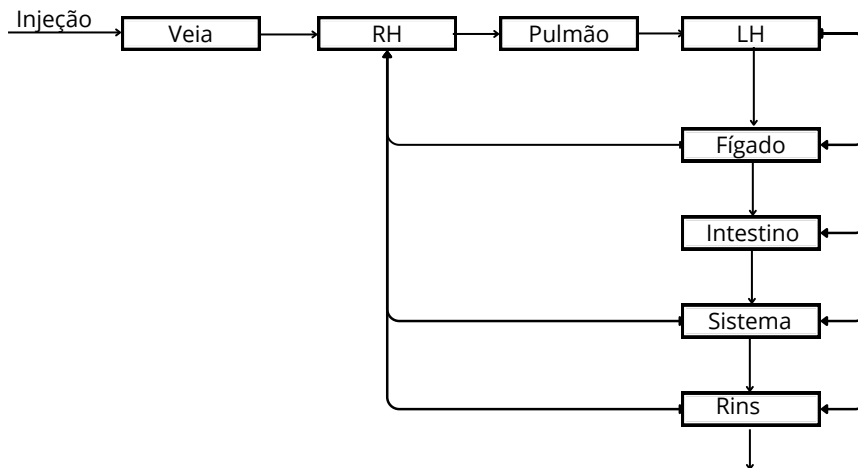 Injeção
Veia
RH
Pulmão
LH
Fígado
Intestino
Sistema
Rins